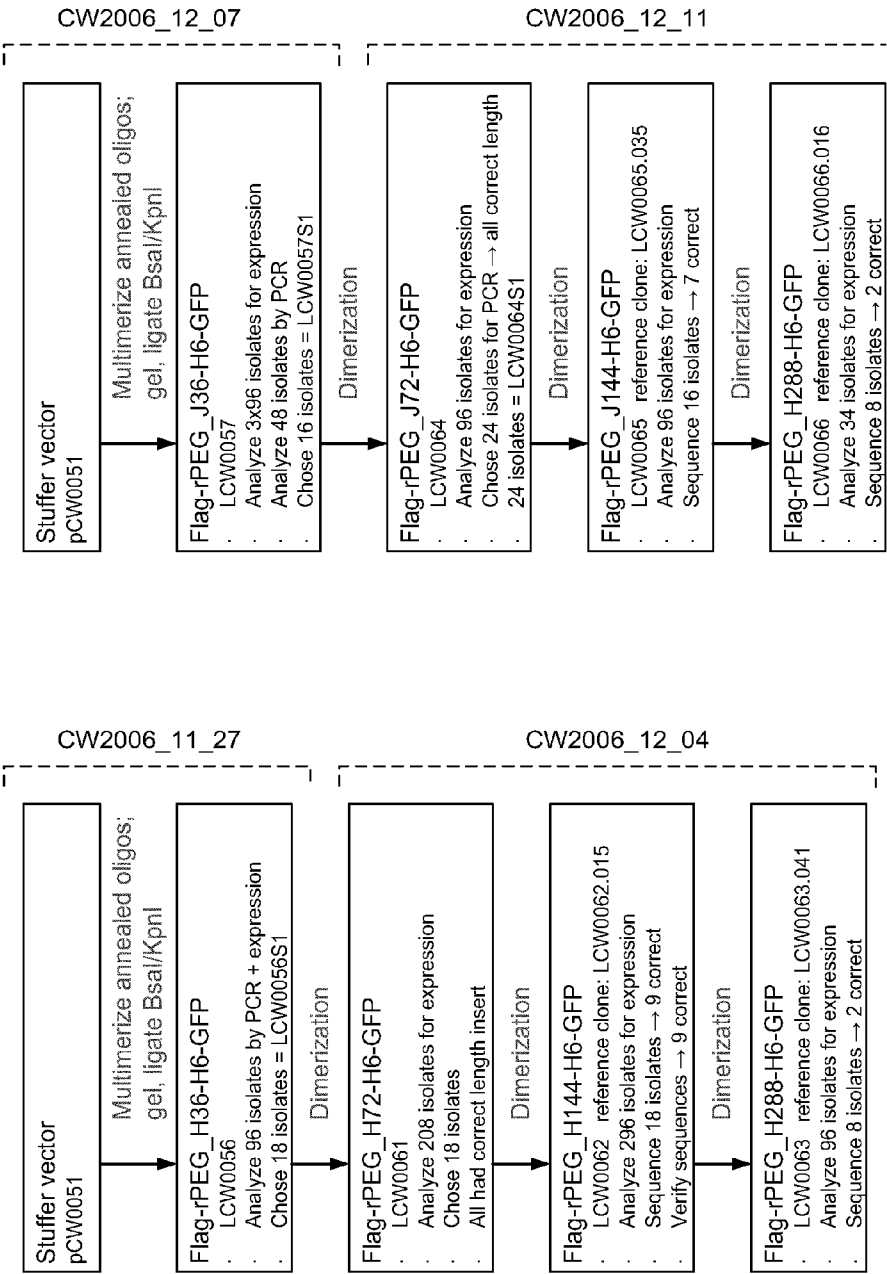 CW2006_11_27
Stuffer vector
pCW0051
Multimerize annealed oligos;
gel, ligate BsaI/KpnI
Flag-rPEG_H36-H6-GFP
. LCW0056
. Analyze 96 isolates by PCR + expression
. Chose 18 isolates = LCW0056S1
Dimerization
CW2006_12_04
Flag-rPEG_H72-H6-GFP
. LCW0061
. Analyze 208 isolates for expression
. Chose 18 isolates
. All had correct length insert
Dimerization
Flag-rPEG_H144-H6-GFP
. LCW0062 reference clone: LCW0062.015
. Analyze 296 isolates for expression
. Sequence 18 isolates → 9 correct
. Verify sequences → 9 correct
Dimerization
Flag-rPEG_H288-H6-GFP
. LCW0063 reference clone: LCW0063.041
. Analyze 96 isolates for expression
. Sequence 8 isolates → 2 correct
CW2006_12_07
Stuffer vector
pCW0051
Multimerize annealed oligos;
gel, ligate BsaI/KpnI
Flag-rPEG_J36-H6-GFP
. LCW0057
. Analyze 3x96 isolates for expression
. Analyze 48 isolates by PCR
. Chose 16 isolates = LCW0057S1
Dimerization
CW2006_12_11
Flag-rPEG_J72-H6-GFP
. LCW0064
. Analyze 96 isolates for expression
. Chose 24 isolates for PCR → all correct length
. 24 isolates = LCW0064S1
Dimerization
Flag-rPEG_J144-H6-GFP
. LCW0065 reference clone: LCW0065.035
. Analyze 96 isolates for expression
. Sequence 16 isolates → 7 correct
Dimerization
Flag-rPEG_H288-H6-GFP
. LCW0066 reference clone: LCW0066.016
. Analyze 34 isolates for expression
. Sequence 8 isolates → 2 correct